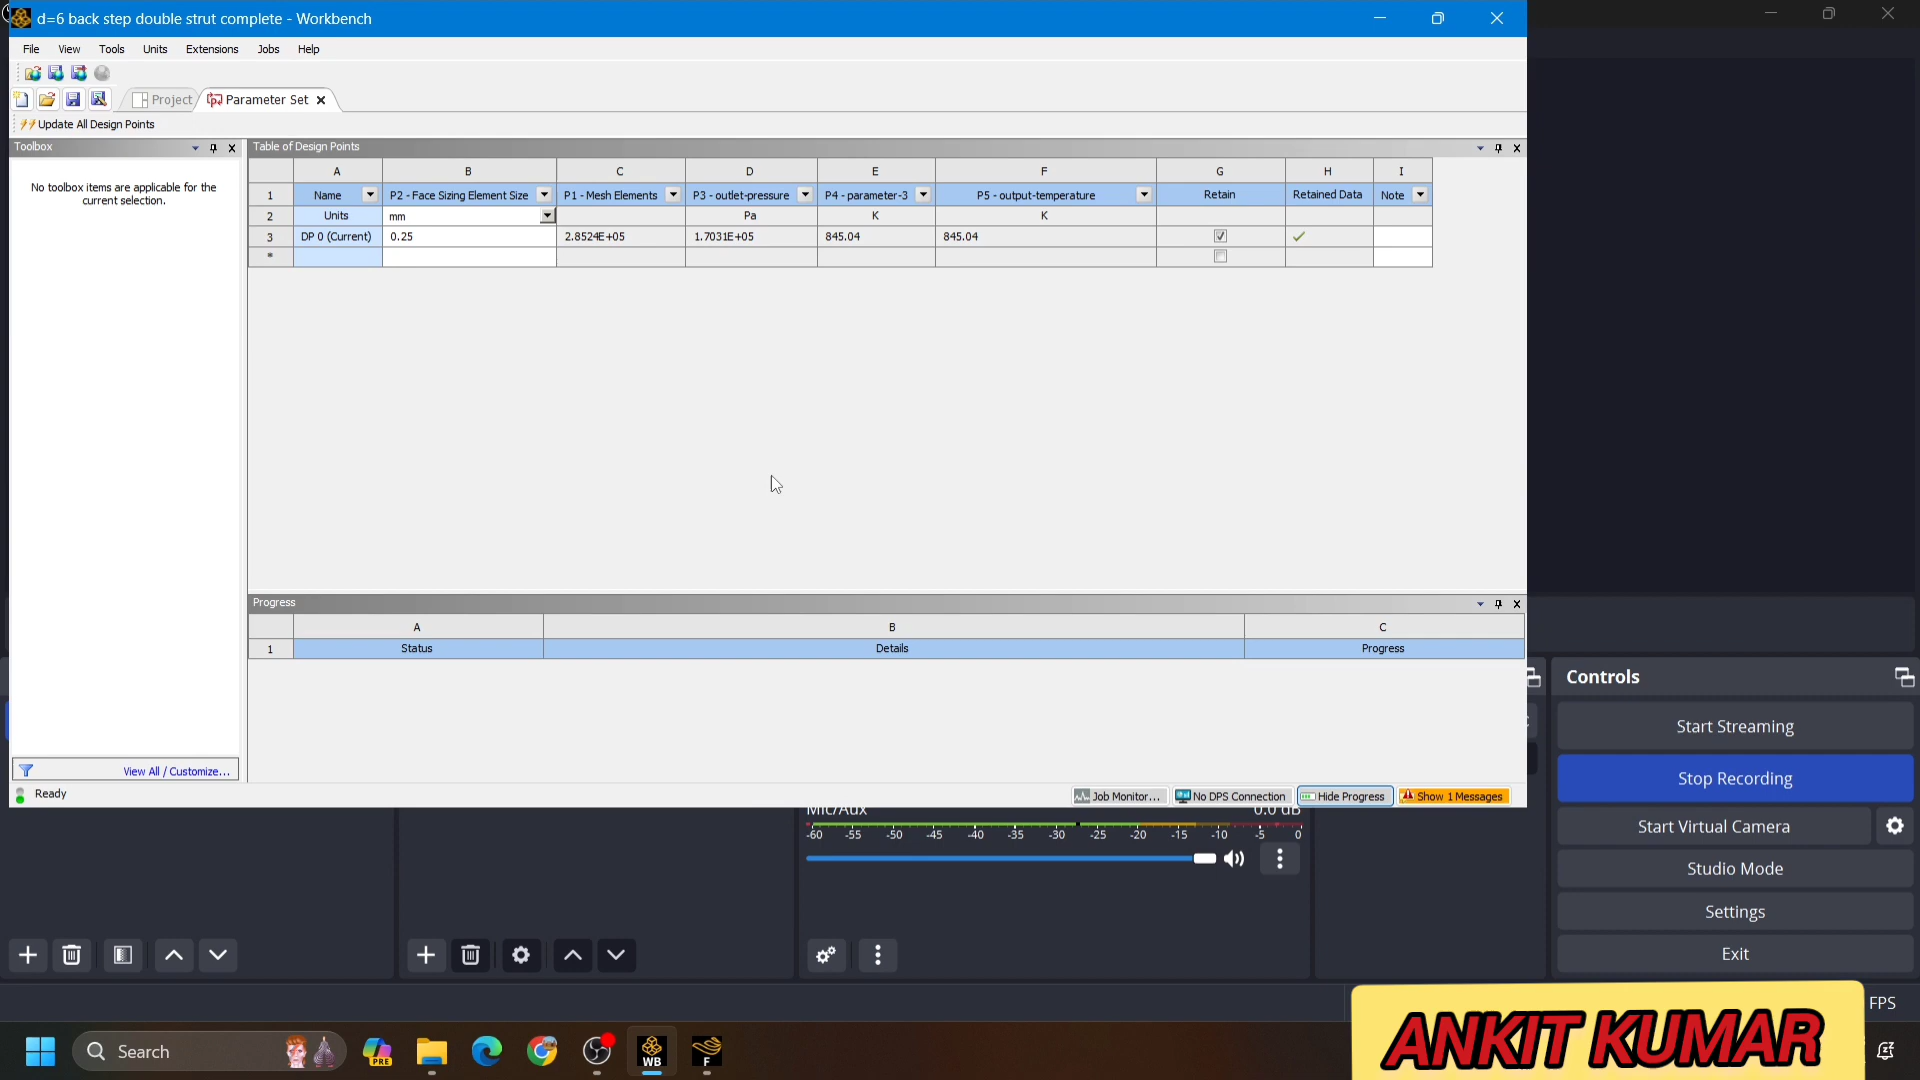 d=6 back step double strut complete - Workbench
File View Tools Units Extensions Jobs Help
Project Parameter Set
Update All Design Points
Toolbox
No toolbox items are applicable for the
current selection.
View All / Customize...
Table of Design Points
A B C D E F G H I
1 Name P2 - Face Sizing Element Size P1 - Mesh Elements P3 - outlet-pressure P4 - parameter-3 P5 - output-temperature Retain Retained Data Note
2 Units mm Pa K K
3 DP 0 (Current) 0.25 2.8524E+05 1.7031E+05 845.04 845.04
*
Progress
A B C
1 Status Details Progress
Ready
Job Monitor... No DPS Connection Hide Progress Show 1 Messages
Mic/Aux 0.0 dB
-60 -55 -50 -45 -40 -35 -30 -25 -20 -15 -10 -5 0
Controls
Start Streaming
Stop Recording
Start Virtual Camera
Studio Mode
Settings
Exit
FPS
Search
PRE
WB
F
ANKIT KUMAR